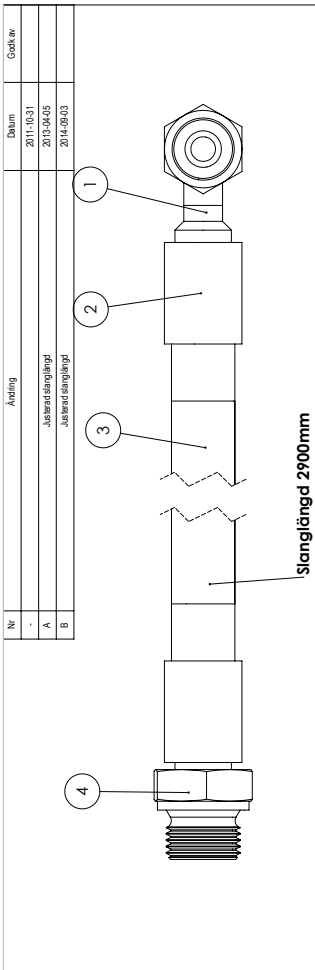 Nr Ändring Datum Godk av
- 2011-10-31
A Justerad slanglängd 2013-04-05
B Justerad slanglängd 2014-09-03
1
2
3
4
Slanglängd 2900mm